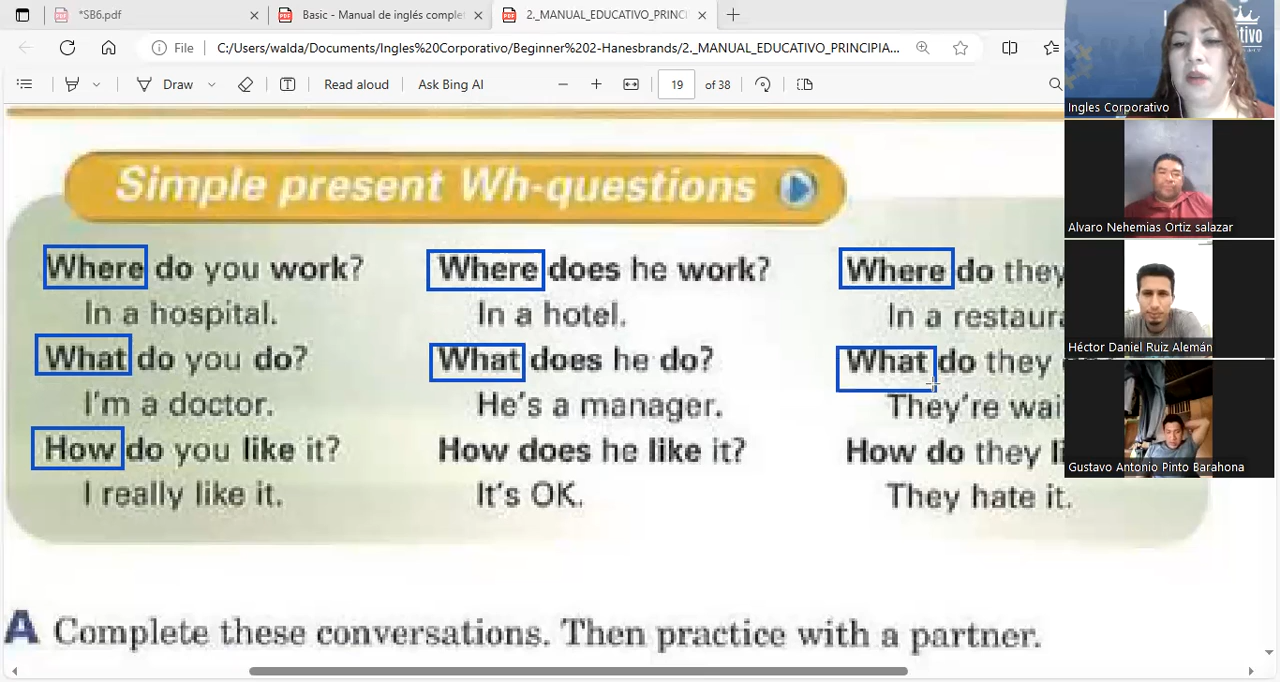 *SB6.pdf
Basic - Manual de inglés complet
2._MANUAL_EDUCATIVO_PRINCI
File
C:/Users/walda/Documents/Ingles%20Corporativo/Beginner%202-Hanesbrands/2._MANUAL_EDUCATIVO_PRINCIPIA...
Draw
Read aloud
Ask Bing AI
19 of 38
Ingles Corporativo
Alvaro Nehemias Ortiz salazar
Héctor Daniel Ruiz Alemán
Gustavo Antonio Pinto Barahona
Simple present Wh-questions
Where do you work?
In a hospital.
What do you do?
I'm a doctor.
How do you like it?
I really like it.
Where does he work?
In a hotel.
What does he do?
He's a manager.
How does he like it?
It's OK.
Where do they
In a restaura
What do they
They're wai
How do they li
They hate it.
A Complete these conversations. Then practice with a partner.